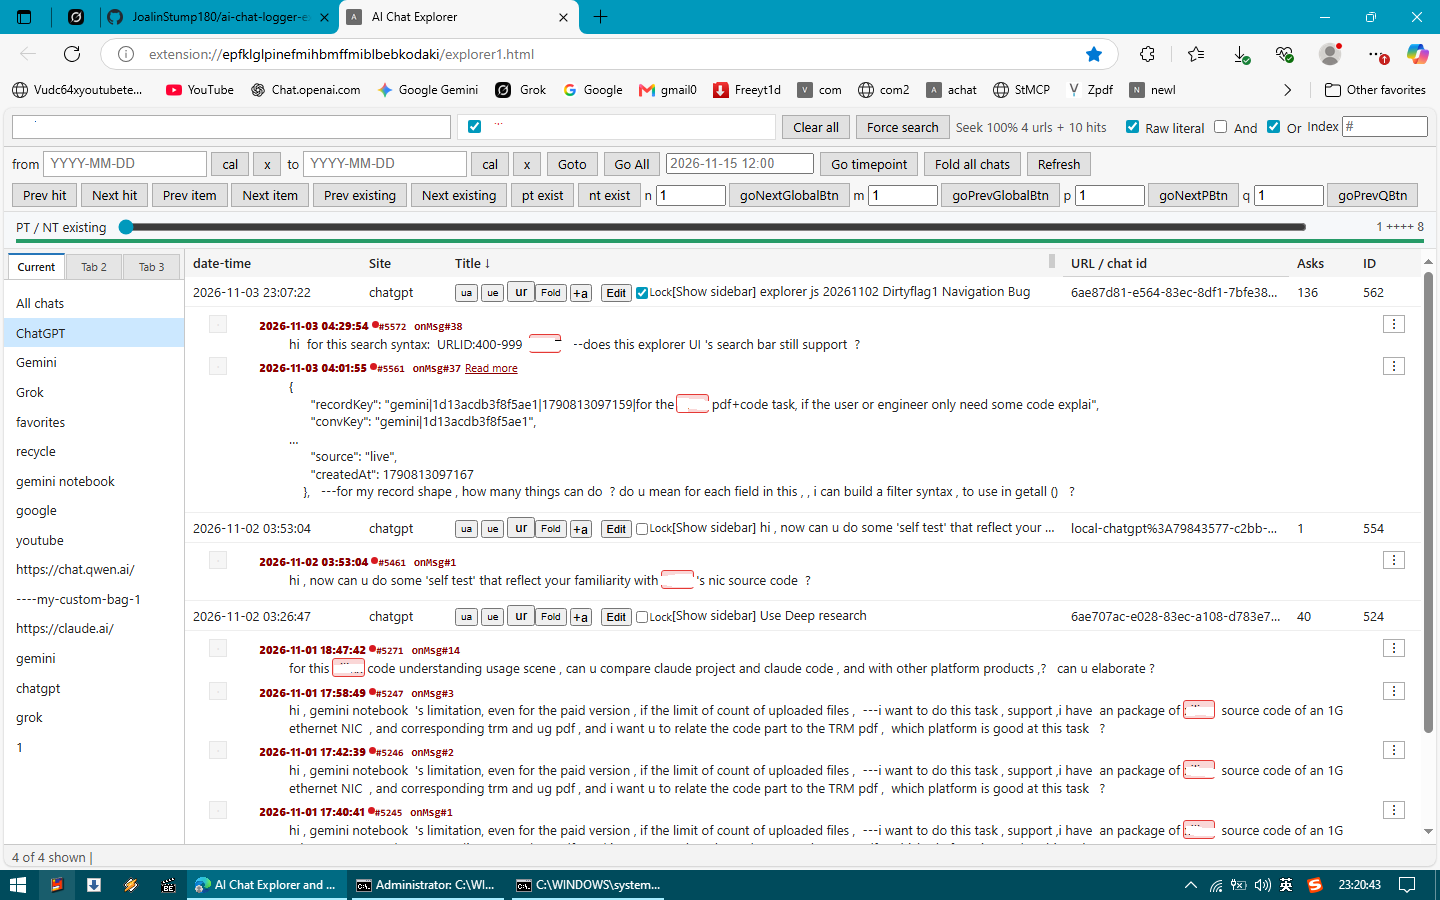 JoalinStump180/ai-chat-logger-e
AI Chat Explorer
extension://epfklglpinefmihbmffmiblbebkodaki/explorer1.html
Vudc64xyoutubete...
YouTube
Chat.openai.com
Google Gemini
Grok
Google
gmail0
Freeyt1d
com
com2
achat
StMCP
Zpdf
newl
Other favorites
Clear all
Force search
Seek 100% 4 urls + 10 hits
Raw literal
And
Or
Index
#
from
YYYY-MM-DD
cal
x
to
YYYY-MM-DD
cal
x
Goto
Go All
2026-11-15 12:00
Go timepoint
Fold all chats
Refresh
Prev hit
Next hit
Prev item
Next item
Prev existing
Next existing
pt exist
nt exist
n
1
goNextGlobalBtn
m
1
goPrevGlobalBtn
p
1
goNextPBtn
q
1
goPrevQBtn
PT / NT existing
1 ++++ 8
Current
Tab 2
Tab 3
All chats
ChatGPT
Gemini
Grok
favorites
recycle
gemini notebook
google
youtube
https://chat.qwen.ai/
----my-custom-bag-1
https://claude.ai/
gemini
chatgpt
grok
1
date-time
Site
Title ↓
URL / chat id
Asks
ID
2026-11-03 23:07:22
chatgpt
ua
ue
ur
Fold
+a
Edit
Lock[Show sidebar] explorer js 20261102 Dirtyflag1 Navigation Bug
6ae87d81-e564-83ec-8df1-7bfe38...
136
562
2026-11-03 04:29:54 #5572 onMsg#38
hi for this search syntax: URLID:400-999 --does this explorer UI 's search bar still support ?
2026-11-03 04:01:55 #5561 onMsg#37 Read more
{
"recordKey": "gemini|1d13acdb3f8f5ae1|1790813097159|for the pdf+code task, if the user or engineer only need some code explai",
"convKey": "gemini|1d13acdb3f8f5ae1",
...
"source": "live",
"createdAt": 1790813097167
}, ---for my record shape , how many things can do ? do u mean for each field in this , , i can build a filter syntax , to use in getall () ?
2026-11-02 03:53:04
chatgpt
ua
ue
ur
Fold
+a
Edit
Lock[Show sidebar] hi , now can u do some 'self test' that reflect your ...
local-chatgpt%3A79843577-c2bb-...
1
554
2026-11-02 03:53:04 #5461 onMsg#1
hi , now can u do some 'self test' that reflect your familiarity with 's nic source code ?
2026-11-02 03:26:47
chatgpt
ua
ue
ur
Fold
+a
Edit
Lock[Show sidebar] Use Deep research
6ae707ac-e028-83ec-a108-d783e7...
40
524
2026-11-01 18:47:42 #5271 onMsg#14
for this code understanding usage scene , can u compare claude project and claude code , and with other platform products ,? can u elaborate ?
2026-11-01 17:58:49 #5247 onMsg#3
hi , gemini notebook 's limitation, even for the paid version , if the limit of count of uploaded files , ---i want to do this task , support ,i have an package of source code of an 1G
ethernet NIC , and corresponding trm and ug pdf , and i want u to relate the code part to the TRM pdf , which platform is good at this task ?
2026-11-01 17:42:39 #5246 onMsg#2
hi , gemini notebook 's limitation, even for the paid version , if the limit of count of uploaded files , ---i want to do this task , support ,i have an package of source code of an 1G
ethernet NIC , and corresponding trm and ug pdf , and i want u to relate the code part to the TRM pdf , which platform is good at this task ?
2026-11-01 17:40:41 #5245 onMsg#1
hi , gemini notebook 's limitation, even for the paid version , if the limit of count of uploaded files , ---i want to do this task , support ,i have an package of source code of an 1G
4 of 4 shown |
AI Chat Explorer and ...
Administrator: C:\WI...
C:\WINDOWS\system...
英
23:20:43